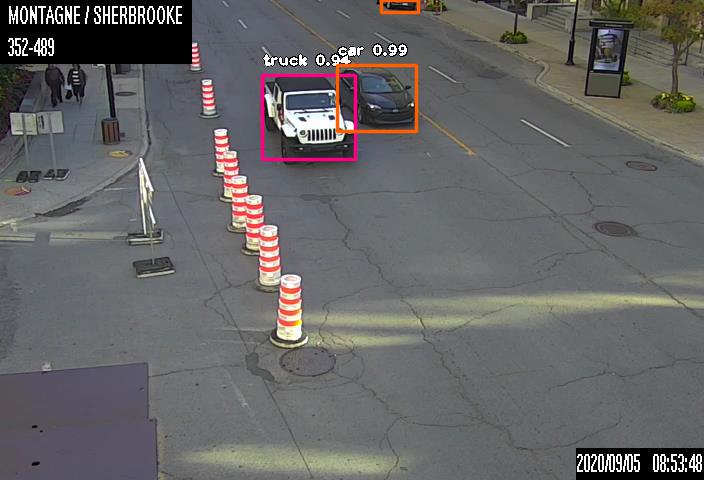 MONTAGNE / SHERBROOKE
352-489
truck 0.94
car 0.99
2020/09/05 08:53:48